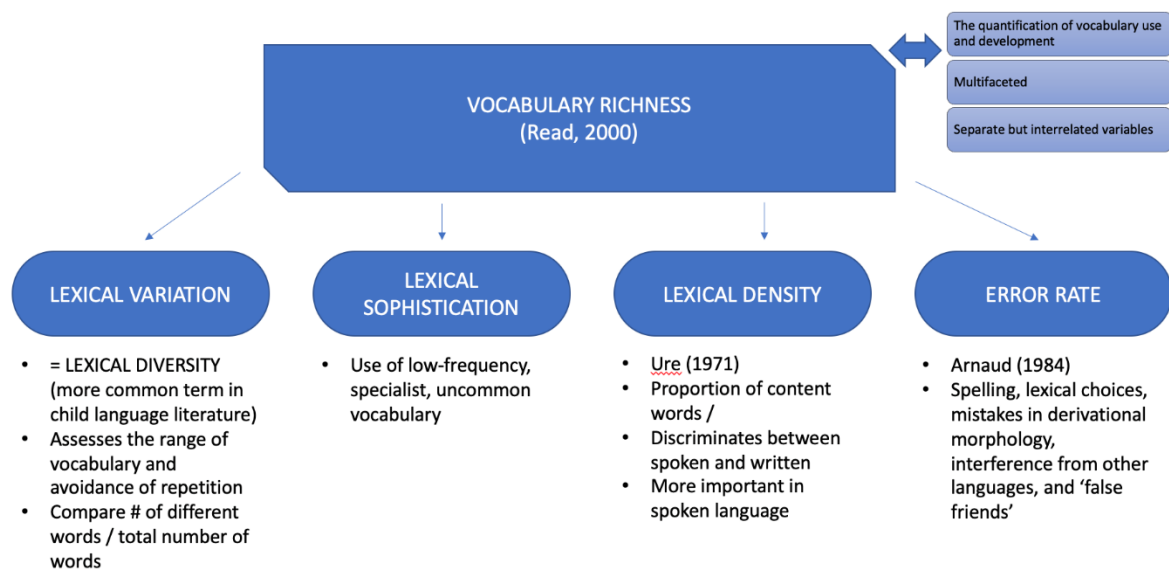 The quantification of vocabulary use
and development
Multifaceted
Separate but interrelated variables
VOCABULARY RICHNESS
(Read, 2000)
LEXICAL VARIATION
• = LEXICAL DIVERSITY
(more common term in
child language literature)
• Assesses the range of
vocabulary and
avoidance of repetition
• Compare # of different
words / total number of
words
LEXICAL
SOPHISTICATION
• Use of low-frequency,
specialist, uncommon
vocabulary
LEXICAL DENSITY
• Ure (1971)
• Proportion of content
words /
• Discriminates between
spoken and written
• More important in
spoken language
ERROR RATE
• Arnaud (1984)
• Spelling, lexical choices,
mistakes in derivational
morphology,
interference from other
languages, and ‘false
friends’